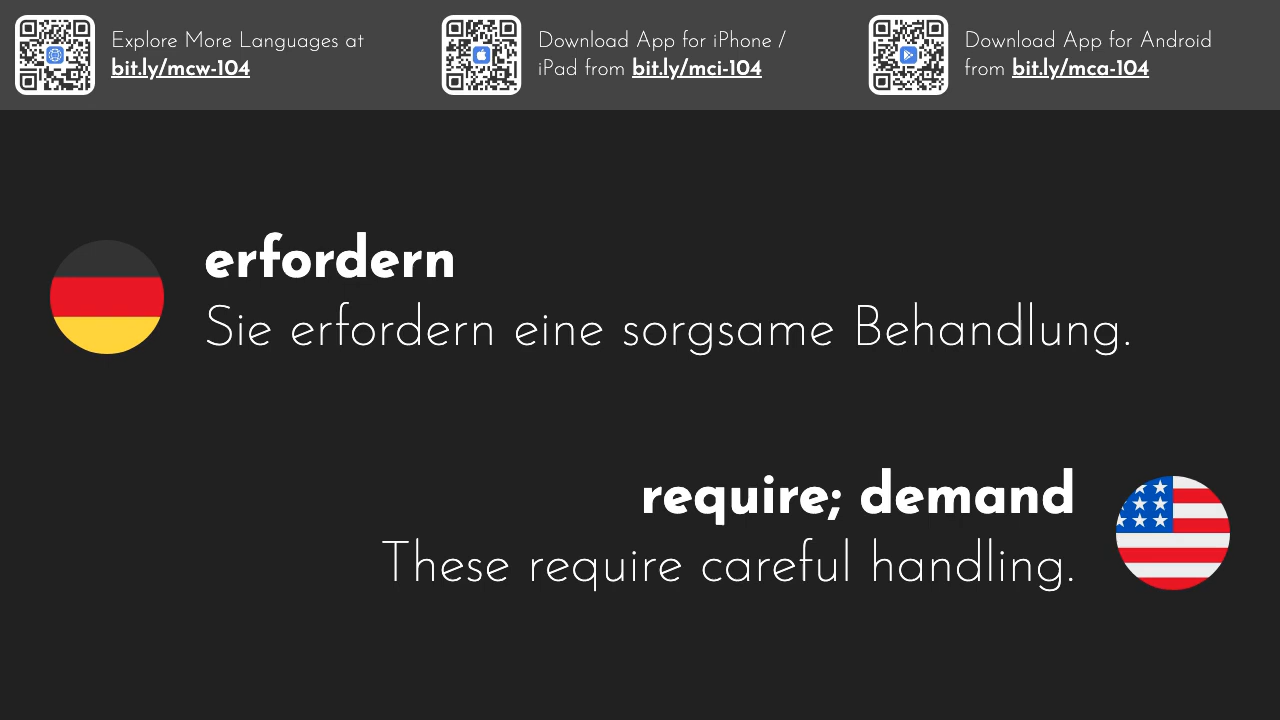 Explore More Languages at
bit.ly/mcw-104
Download App for iPhone /
iPad from bit.ly/mci-104
Download App for Android
from bit.ly/mca-104
erfordern
Sie erfordern eine sorgsame Behandlung.
require; demand
These require careful handling.